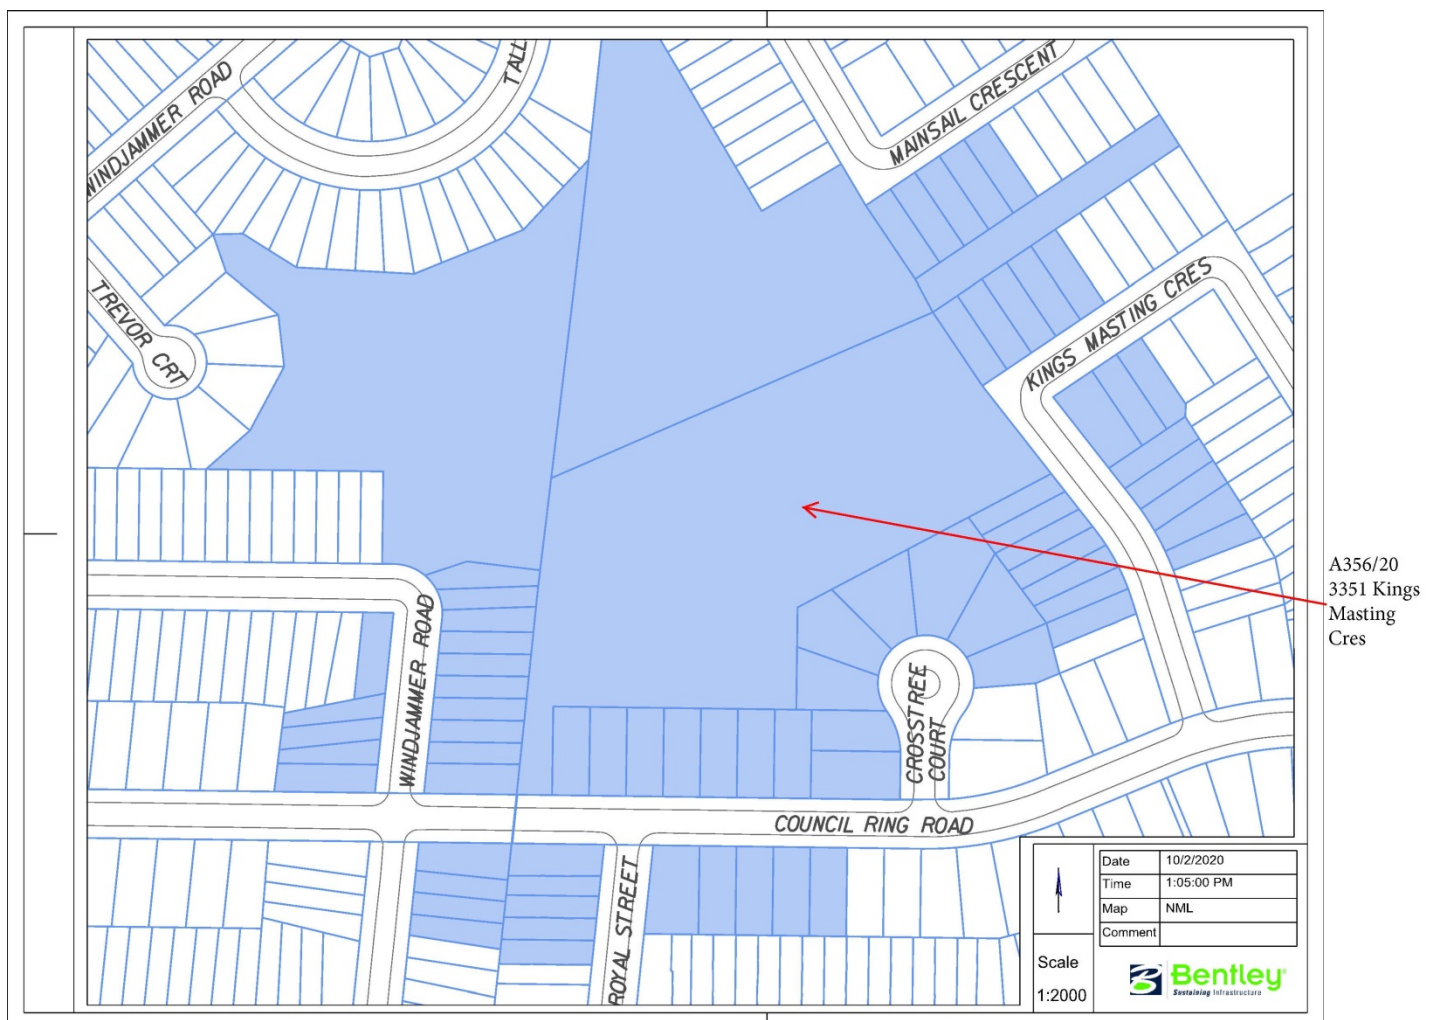 WINDJAMMER ROAD
TALL
MAINSAIL CRESCENT
TREVOR CRT
KINGS MASTING CRES
WINDJAMMER ROAD
CROSSTREE
COURT
COUNCIL RING ROAD
ROYAL STREET
A356/20
3351 Kings
Masting
Cres
Date 10/2/2020
Time 1:05:00 PM
Map NML
Comment
Scale
1:2000
Bentley
Sustaining Infrastructure